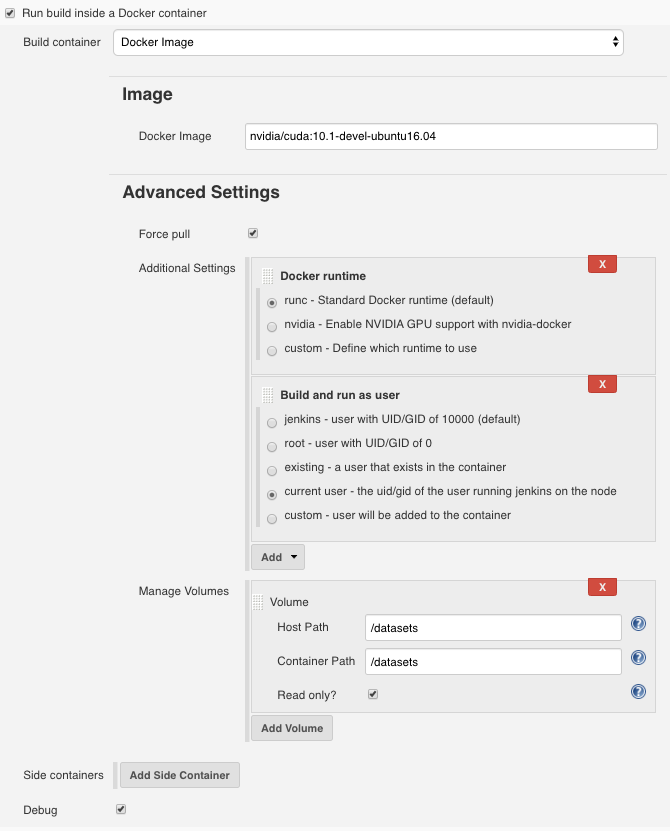 Run build inside a Docker container
Build container
Docker Image
Image
Docker Image
nvidia/cuda:10.1-devel-ubuntu16.04
Advanced Settings
Force pull
Additional Settings
X
Docker runtime
runc - Standard Docker runtime (default)
nvidia - Enable NVIDIA GPU support with nvidia-docker
custom - Define which runtime to use
X
Build and run as user
jenkins - user with UID/GID of 10000 (default)
root - user with UID/GID of 0
existing - a user that exists in the container
current user - the uid/gid of the user running jenkins on the node
custom - user will be added to the container
Add
Manage Volumes
X
Volume
Host Path
/datasets
?
Container Path
/datasets
?
Read only?
?
Add Volume
Side containers
Add Side Container
Debug